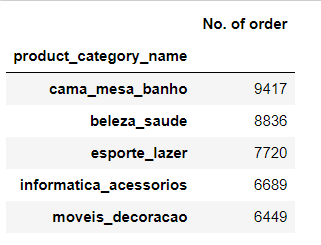 No. of order
product_category_name
cama_mesa_banho 9417
beleza_saude 8836
esporte_lazer 7720
informatica_acessorios 6689
moveis_decoracao 6449